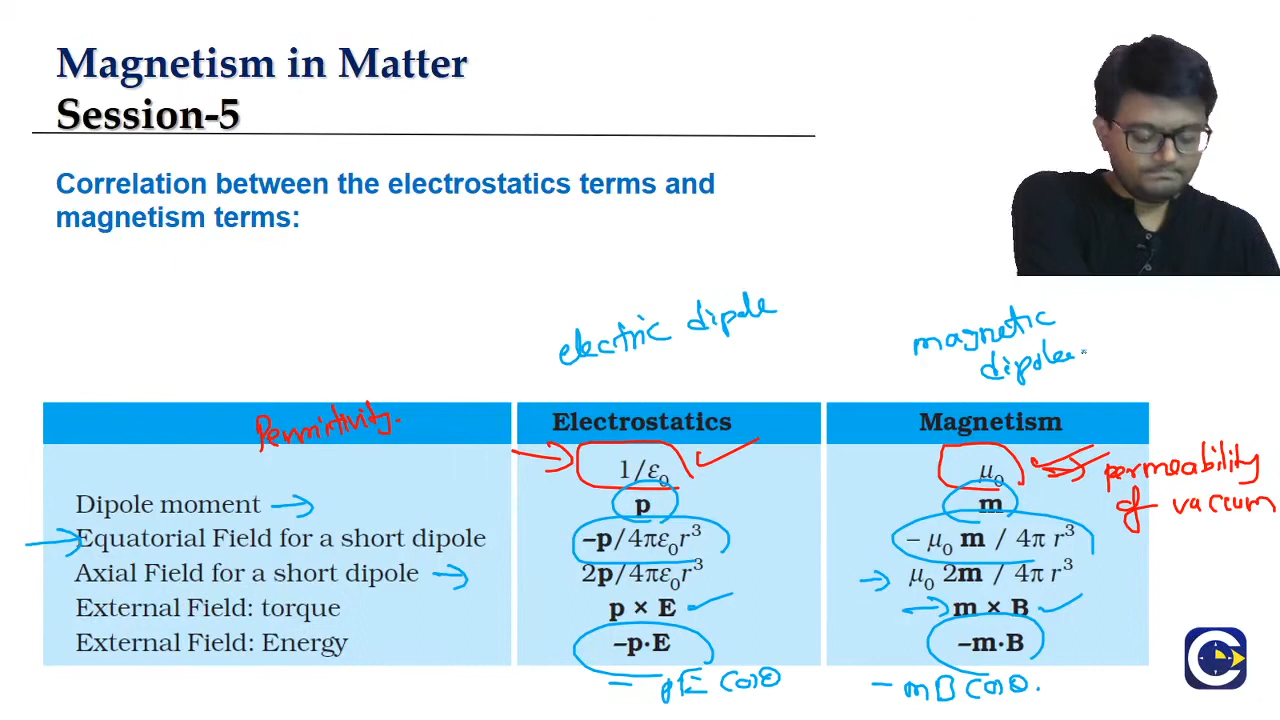 Magnetism in Matter
Session-5
Correlation between the electrostatics terms and
magnetism terms:
electric dipole
magnetic
dipole
Permittivity.
Electrostatics Magnetism
1/ε₀ μ₀
permeability
of vaccum
Dipole moment p m
Equatorial Field for a short dipole –p/4πε₀r³ – μ₀ m / 4π r³
Axial Field for a short dipole 2p/4πε₀r³ μ₀ 2m / 4π r³
External Field: torque p × E m × B
External Field: Energy –p·E –m·B
– pE Cosθ – mB Cosθ.